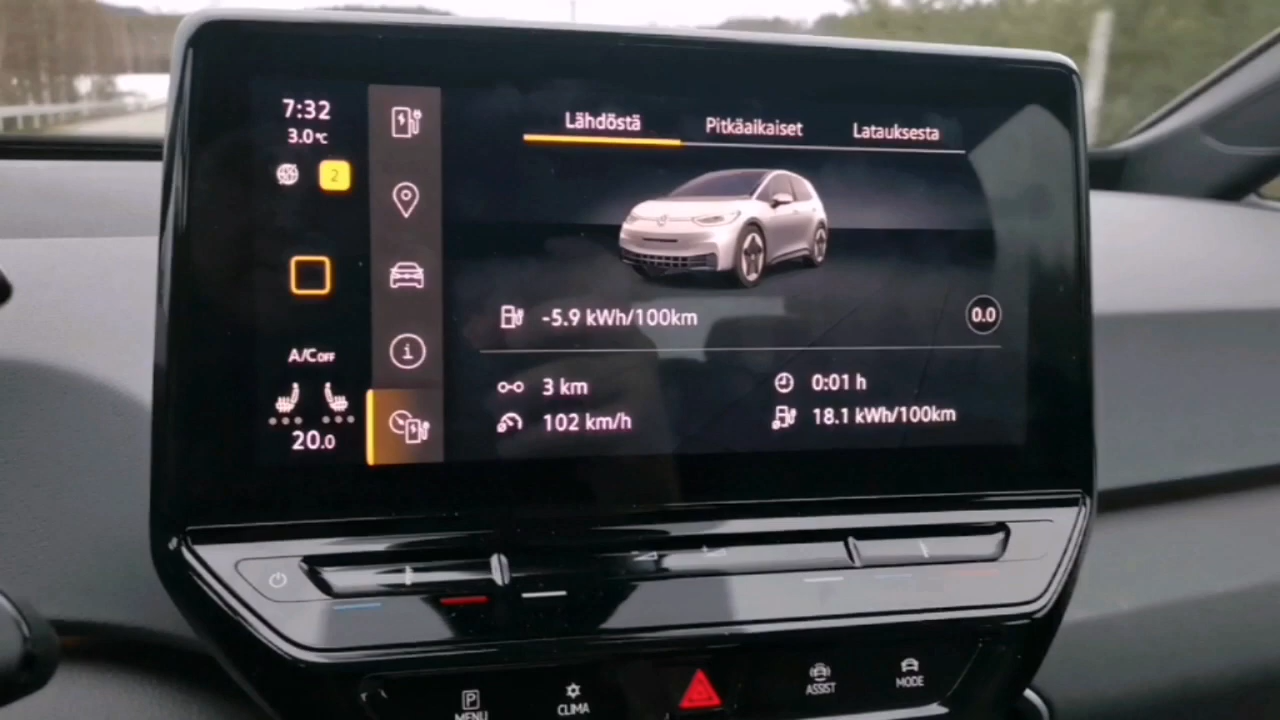 7:32
3.0°C
2
A/C OFF
20.0
Lähdöstä Pitkäaikaiset Latauksesta
-5.9 kWh/100km
0.0
3 km
0:01 h
102 km/h
18.1 kWh/100km
P
MENU
CLIMA
ASSIST
MODE